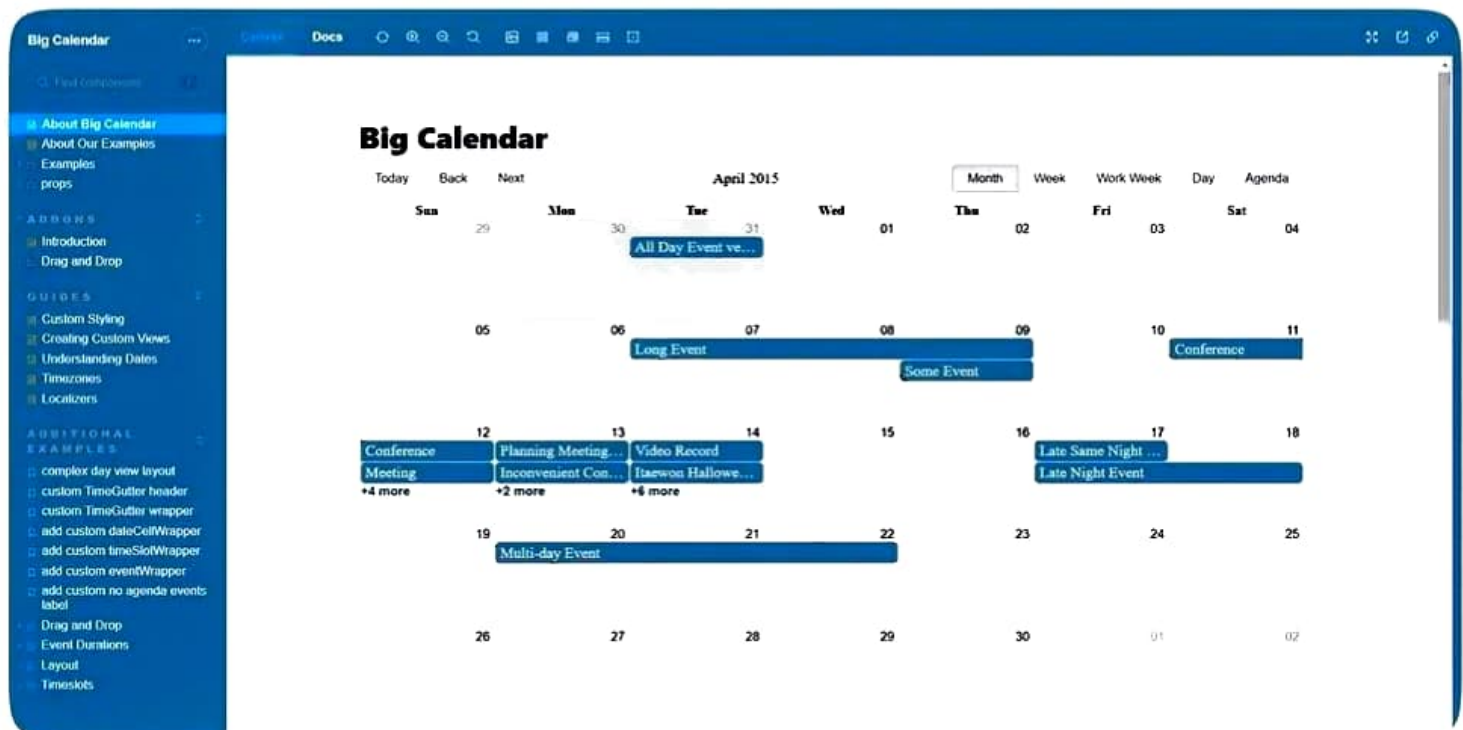 Big Calendar
Canvas Docs
Find components
About Big Calendar
About Our Examples
Examples
props
ADDONS
Introduction
Drag and Drop
GUIDES
Custom Styling
Creating Custom Views
Understanding Dates
Timezones
Localizers
ADDITIONAL
EXAMPLES
complex day view layout
custom TimeGutter header
custom TimeGutter wrapper
add custom dateCellWrapper
add custom timeSlotWrapper
add custom eventWrapper
add custom no agenda events
label
Drag and Drop
Event Durations
Layout
Timeslots
Big Calendar
Today Back Next April 2015 Month Week Work Week Day Agenda
Sun Mon Tue Wed Thu Fri Sat
29 30 31 01 02 03 04
All Day Event ve...
05 06 07 08 09 10 11
Long Event Conference
Some Event
12 13 14 15 16 17 18
Conference Planning Meeting... Video Record Late Same Night ...
Meeting Inconvenient Con... Itaewon Hallowe... Late Night Event
+4 more +2 more +6 more
19 20 21 22 23 24 25
Multi-day Event
26 27 28 29 30 01 02